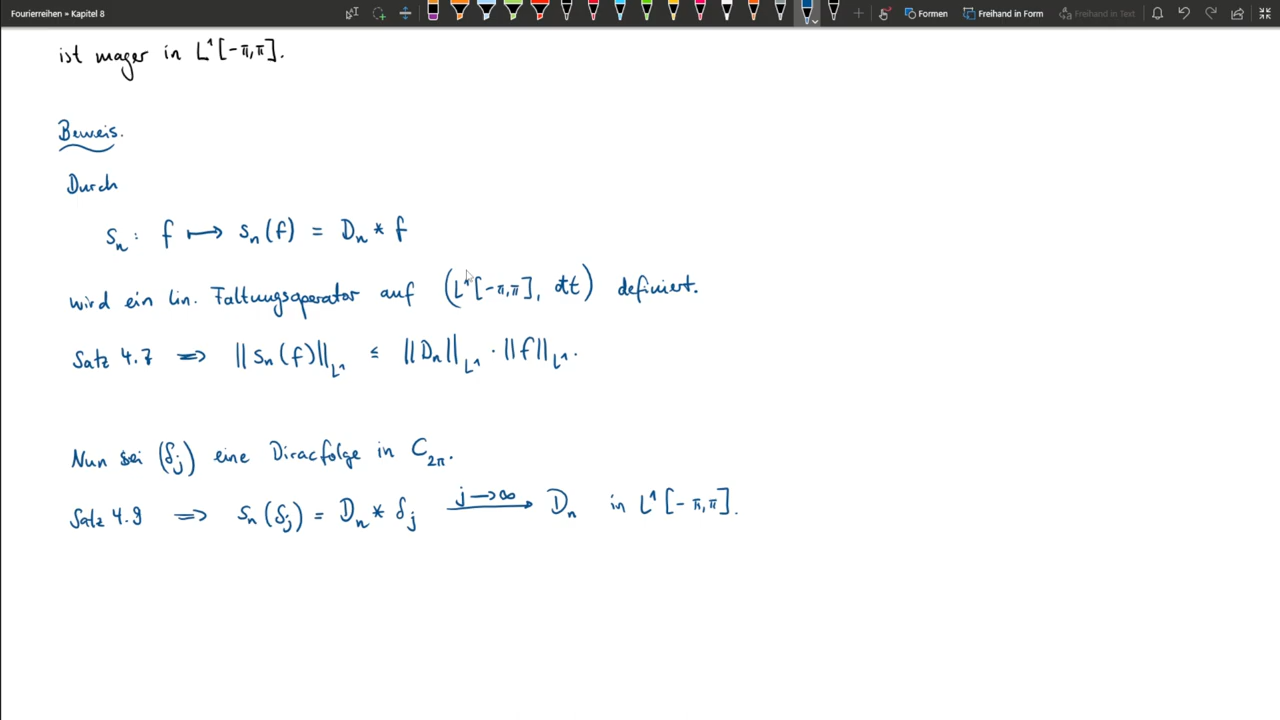 Fourierreihen » Kapitel 8
Formen Freihand in Form Freihand in Text
ist mager in L¹[-π,π].
Beweis.
Durch
Sₙ: f ⟼ sₙ(f) = Dₙ * f
wird ein lin. Faltungsoperator auf (L¹[-π,π], dt) definiert.
Satz 4.7 ⟹ ||sₙ(f)||_L¹ ≤ ||Dₙ||_L¹ · ||f||_L¹.
Nun sei (δⱼ) eine Diracfolge in C_2π.
Satz 4.9 ⟹ sₙ(δⱼ) = Dₙ * δⱼ j→∞ ⟶ Dₙ in L¹[-π,π].